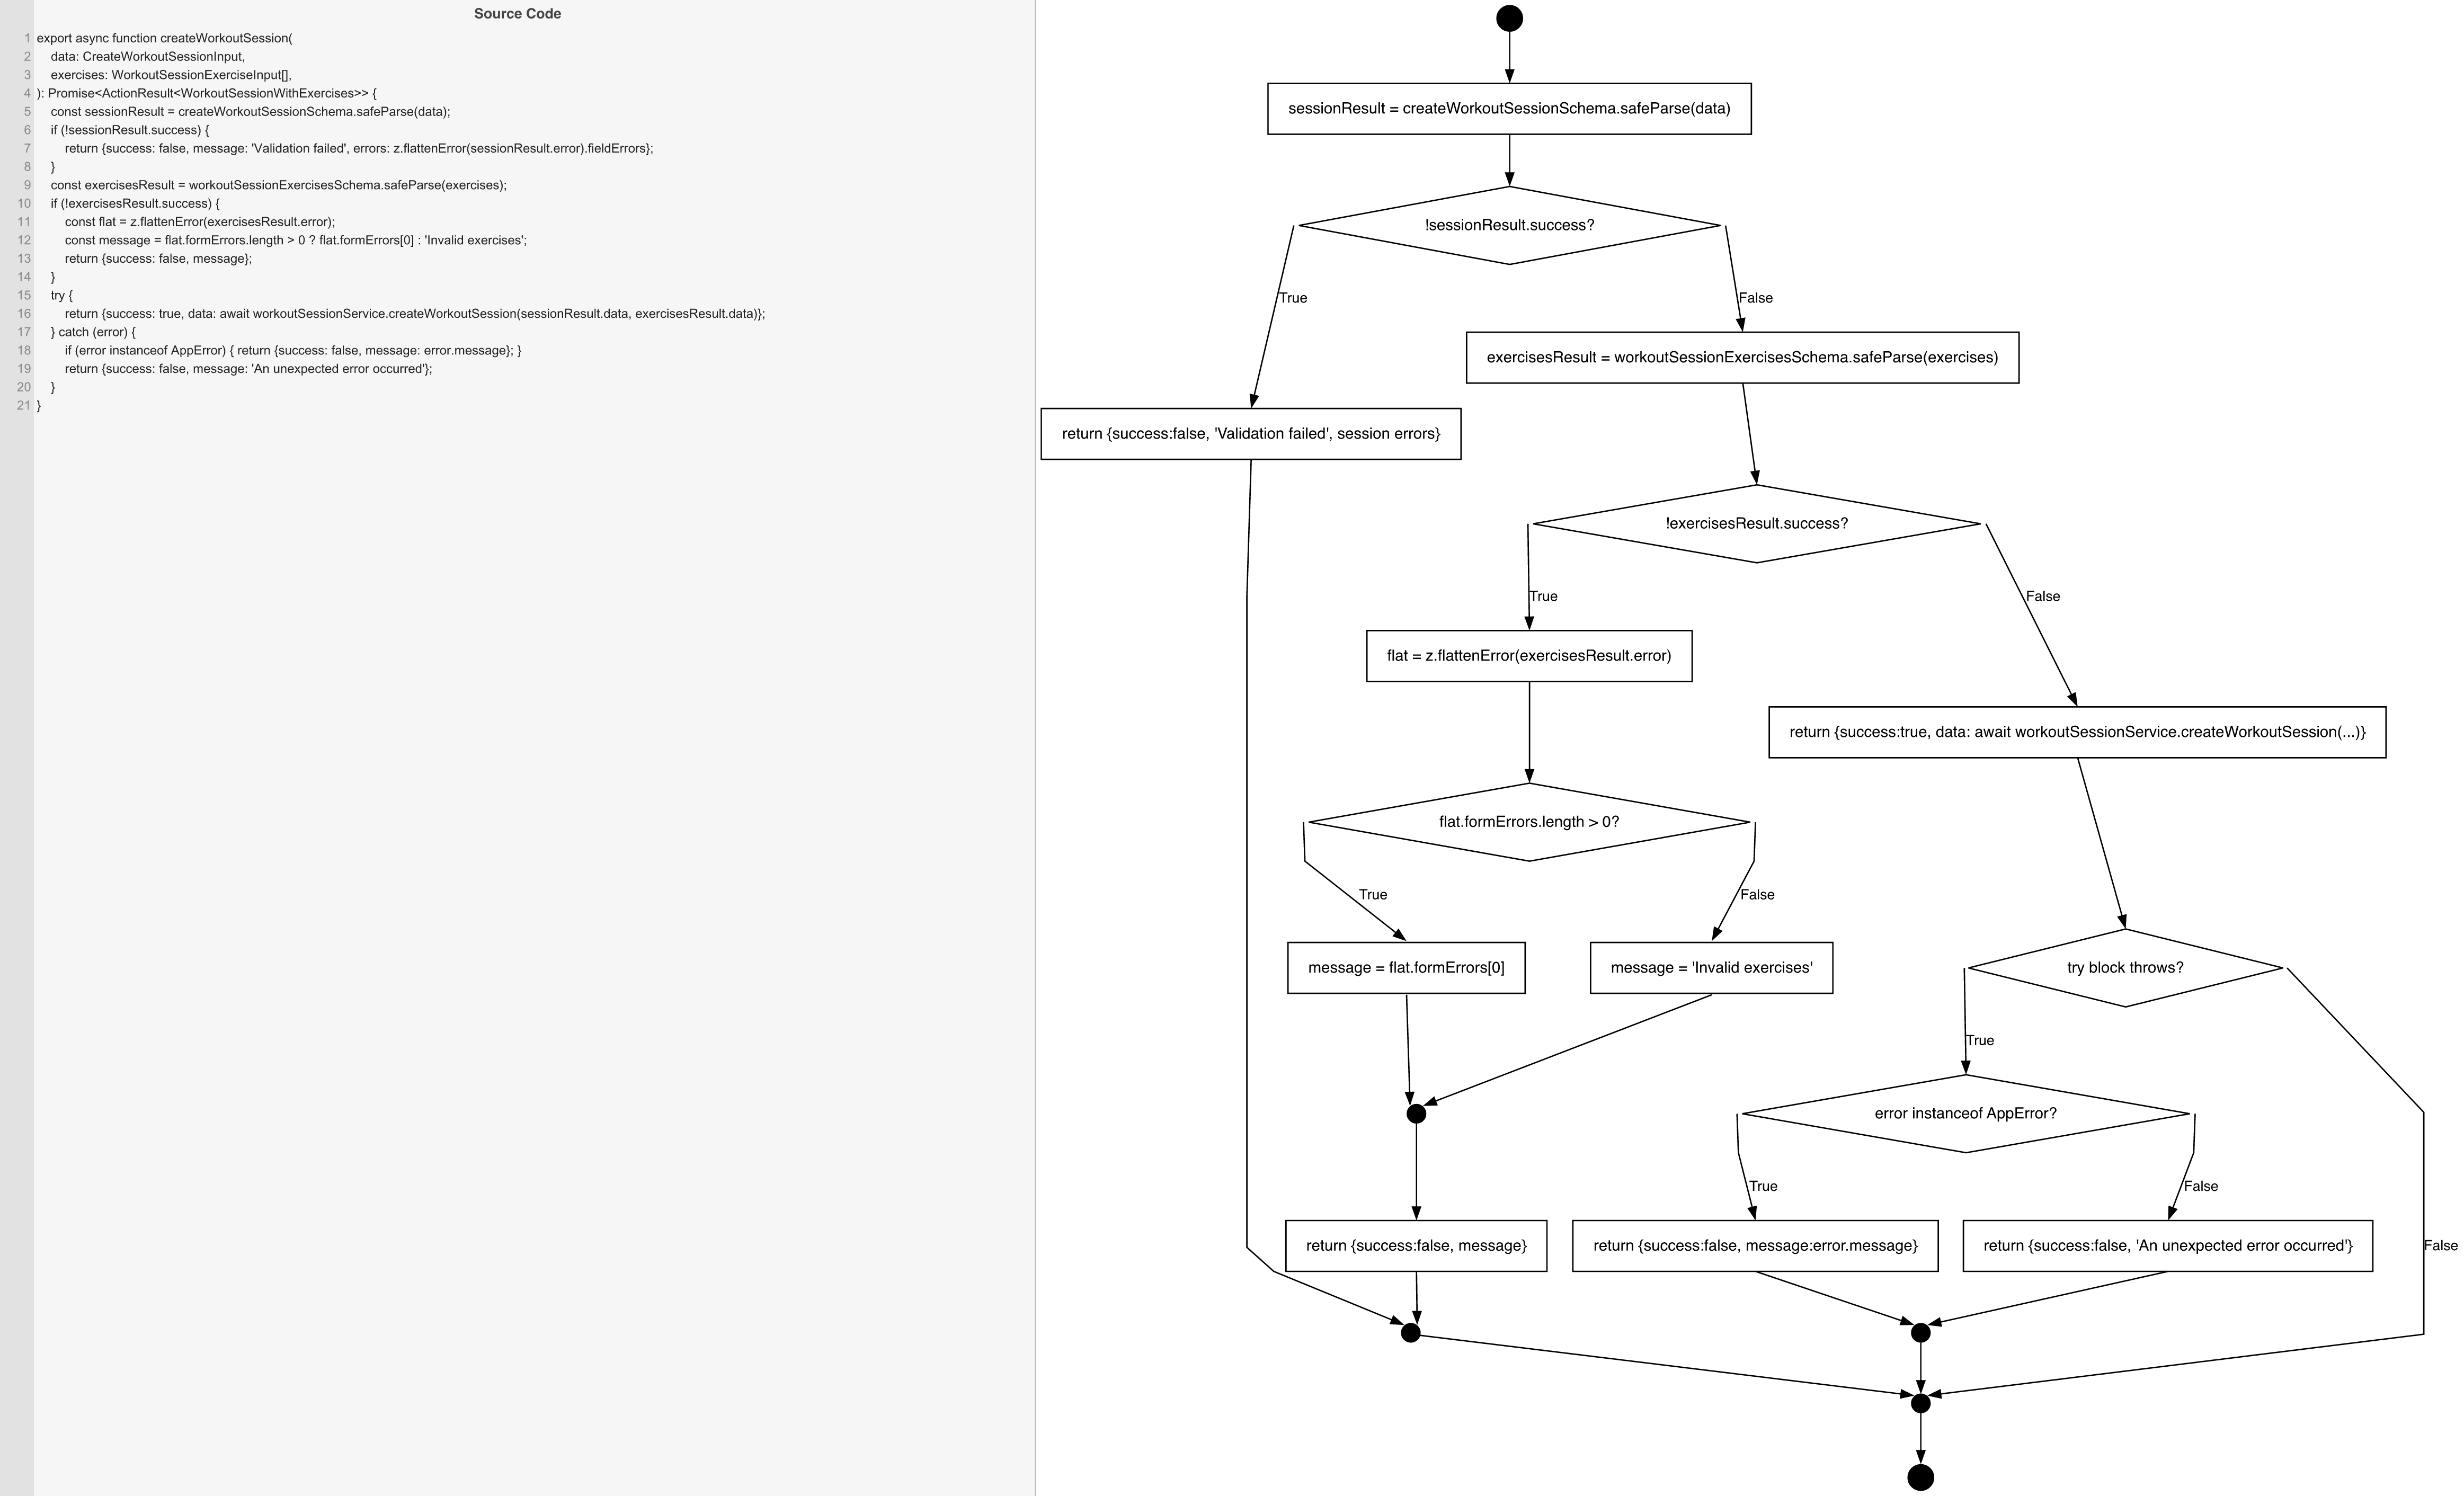 Source Code
1 export async function createWorkoutSession(
2 data: CreateWorkoutSessionInput,
3 exercises: WorkoutSessionExerciseInput[],
4 ): Promise<ActionResult<WorkoutSessionWithExercises>> {
5 const sessionResult = createWorkoutSessionSchema.safeParse(data);
6 if (!sessionResult.success) {
7 return {success: false, message: 'Validation failed', errors: z.flattenError(sessionResult.error).fieldErrors};
8 }
9 const exercisesResult = workoutSessionExercisesSchema.safeParse(exercises);
10 if (!exercisesResult.success) {
11 const flat = z.flattenError(exercisesResult.error);
12 const message = flat.formErrors.length > 0 ? flat.formErrors[0] : 'Invalid exercises';
13 return {success: false, message};
14 }
15 try {
16 return {success: true, data: await workoutSessionService.createWorkoutSession(sessionResult.data, exercisesResult.data)};
17 } catch (error) {
18 if (error instanceof AppError) { return {success: false, message: error.message}; }
19 return {success: false, message: 'An unexpected error occurred'};
20 }
21 }
sessionResult = createWorkoutSessionSchema.safeParse(data)
!sessionResult.success?
True
False
exercisesResult = workoutSessionExercisesSchema.safeParse(exercises)
return {success:false, 'Validation failed', session errors}
!exercisesResult.success?
True
False
flat = z.flattenError(exercisesResult.error)
return {success:true, data: await workoutSessionService.createWorkoutSession(...)}
flat.formErrors.length > 0?
True
False
message = flat.formErrors[0]
message = 'Invalid exercises'
try block throws?
True
error instanceof AppError?
True
False
return {success:false, message}
return {success:false, message:error.message}
return {success:false, 'An unexpected error occurred'}
False